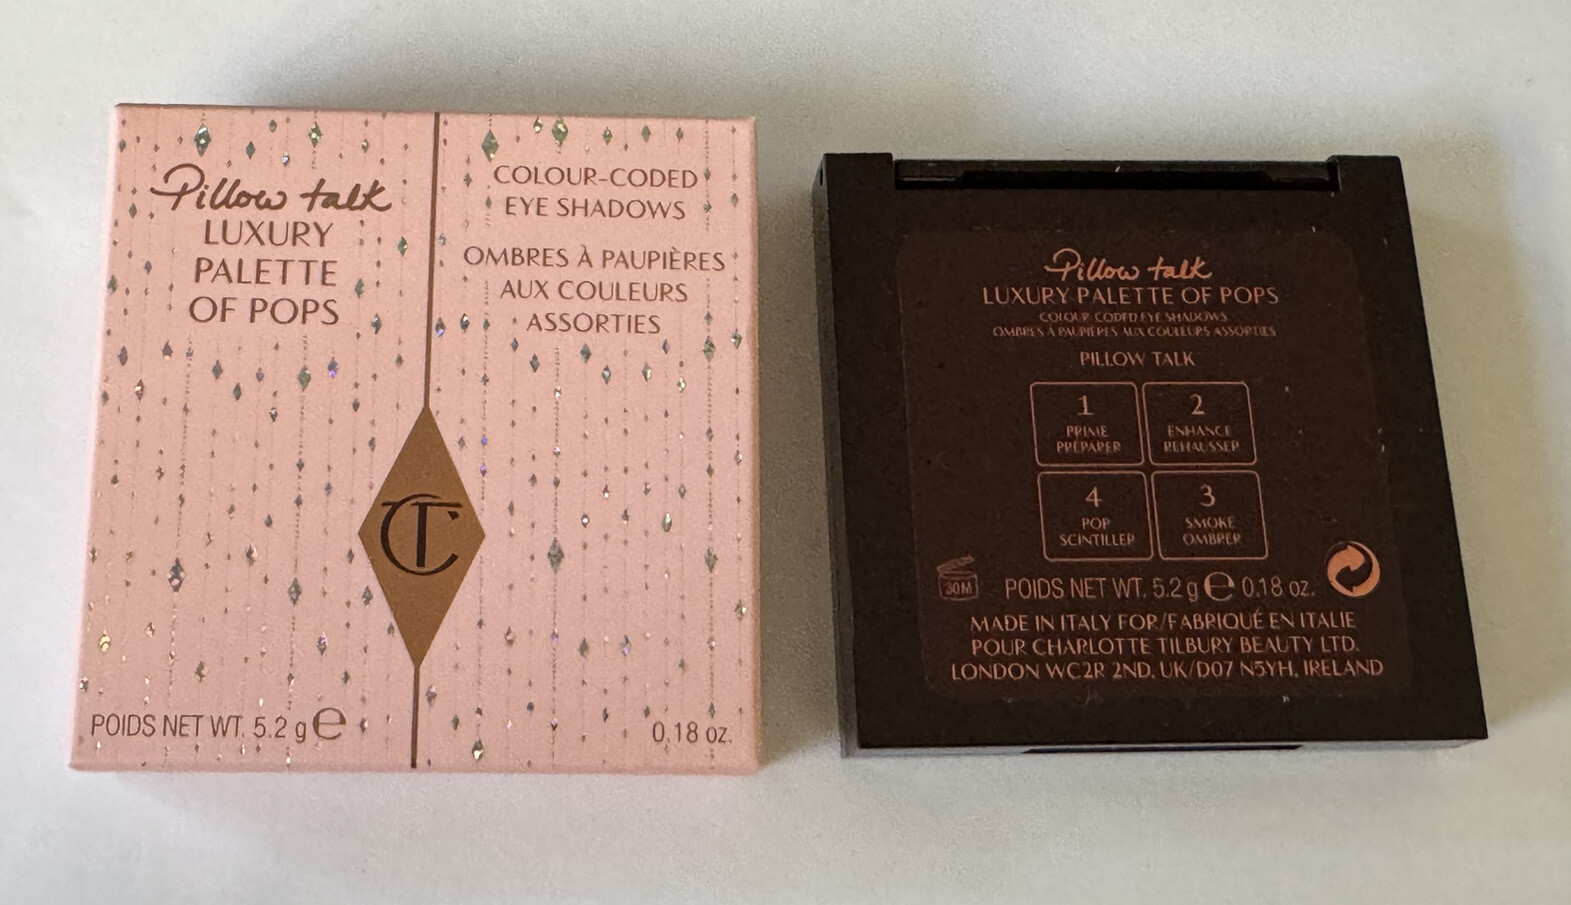 Pillow talk
LUXURY
PALETTE
OF POPS
COLOUR-CODED
EYE SHADOWS
OMBRES À PAUPIÈRES
AUX COULEURS
ASSORTIES
CT
POIDS NET WT. 5.2 g ℮
0.18 oz.
Pillow talk
LUXURY PALETTE OF POPS
COLOUR-CODED EYE SHADOWS
OMBRES À PAUPIÈRES AUX COULEURS ASSORTIES
PILLOW TALK
1
PRIME
PRÉPARER
2
ENHANCE
REHAUSSER
4
POP
SCINTILLER
3
SMOKE
OMBRER
30M
POIDS NET WT. 5.2 g ℮ 0.18 oz.
MADE IN ITALY FOR/FABRIQUÉ EN ITALIE
POUR CHARLOTTE TILBURY BEAUTY LTD.
LONDON WC2R 2ND, UK/D07 N5YH, IRELAND